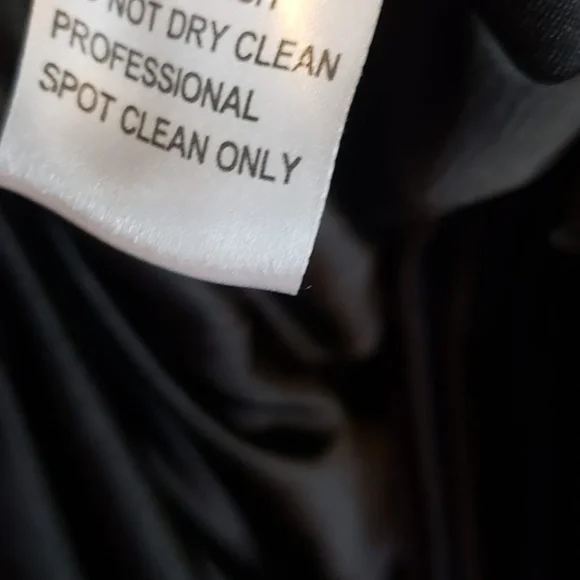 NOT DRY CLEAN
PROFESSIONAL
SPOT CLEAN ONLY